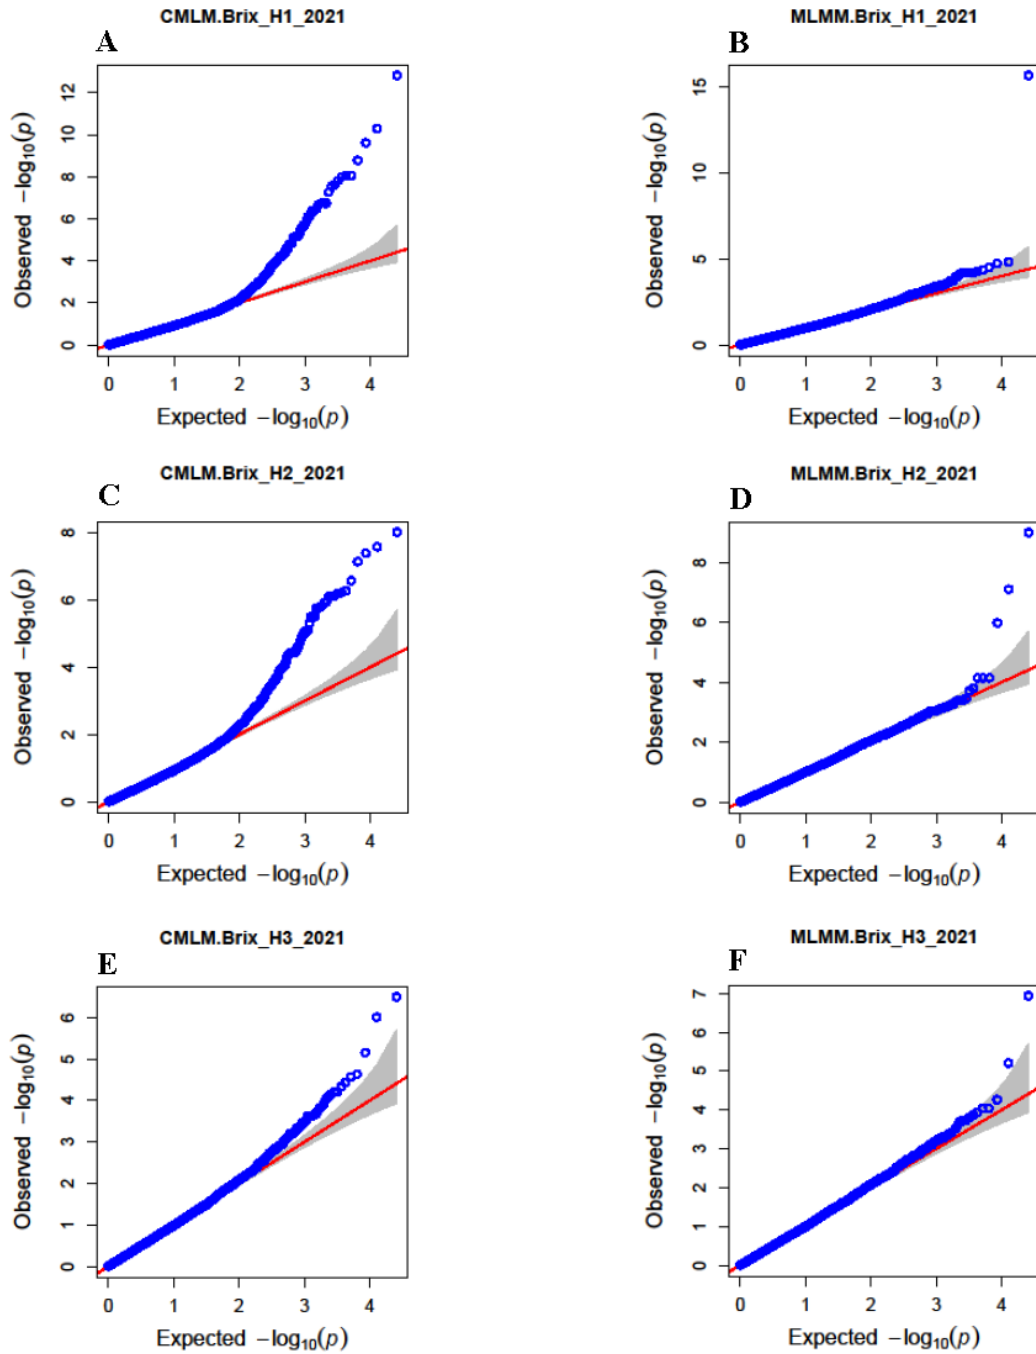 CMLM.Brix_H1_2021
A
Observed −log10(p)
12
10
8
6
4
2
0
0 1 2 3 4
Expected −log10(p)
MLMM.Brix_H1_2021
B
Observed −log10(p)
15
10
5
0
0 1 2 3 4
Expected −log10(p)
CMLM.Brix_H2_2021
C
Observed −log10(p)
8
6
4
2
0
0 1 2 3 4
Expected −log10(p)
MLMM.Brix_H2_2021
D
Observed −log10(p)
8
6
4
2
0
0 1 2 3 4
Expected −log10(p)
CMLM.Brix_H3_2021
E
Observed −log10(p)
6
5
4
3
2
1
0
0 1 2 3 4
Expected −log10(p)
MLMM.Brix_H3_2021
F
Observed −log10(p)
7
6
5
4
3
2
1
0
0 1 2 3 4
Expected −log10(p)